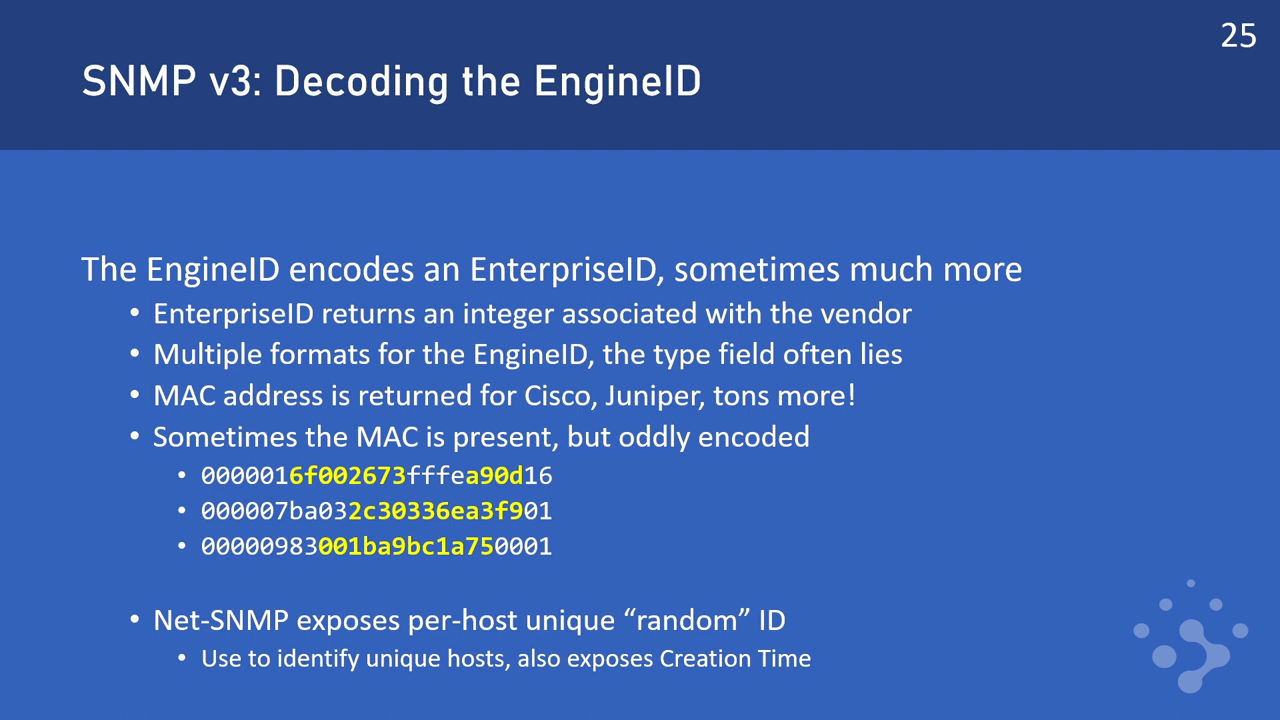 25
SNMP v3: Decoding the EngineID
The EngineID encodes an EnterpriseID, sometimes much more
• EnterpriseID returns an integer associated with the vendor
• Multiple formats for the EngineID, the type field often lies
• MAC address is returned for Cisco, Juniper, tons more!
• Sometimes the MAC is present, but oddly encoded
• 0000016f002673fffea90d16
• 000007ba032c30336ea3f901
• 00000983001ba9bc1a750001
• Net-SNMP exposes per-host unique “random” ID
• Use to identify unique hosts, also exposes Creation Time